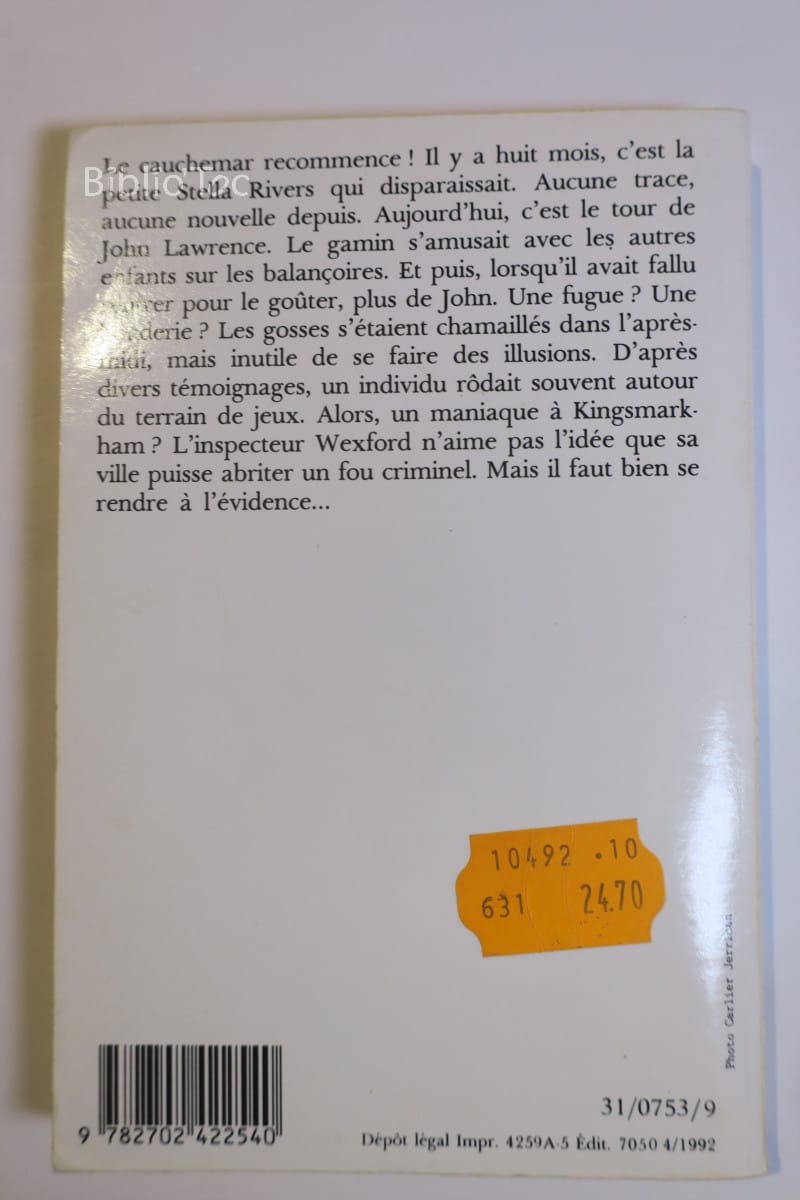 Le cauchemar recommence ! Il y a huit mois, c'est la
petite Stella Rivers qui disparaissait. Aucune trace,
aucune nouvelle depuis. Aujourd'hui, c'est le tour de
John Lawrence. Le gamin s'amusait avec les autres
enfants sur les balançoires. Et puis, lorsqu'il avait fallu
pour le goûter, plus de John. Une fugue ? Une
? Les gosses s'étaient chamaillés dans l'après-
midi, mais inutile de se faire des illusions. D'après
divers témoignages, un individu rôdait souvent autour
du terrain de jeux. Alors, un maniaque à Kingsmark-
ham ? L'inspecteur Wexford n'aime pas l'idée que sa
ville puisse abriter un fou criminel. Mais il faut bien se
rendre à l'évidence...
Biblio'Toc
10492 .10
631 24.70
Photo Carlier Jerrican
31/0753/9
9 782702 422540
Dépôt légal Impr. 4259A-5 Édit. 7050 4/1992